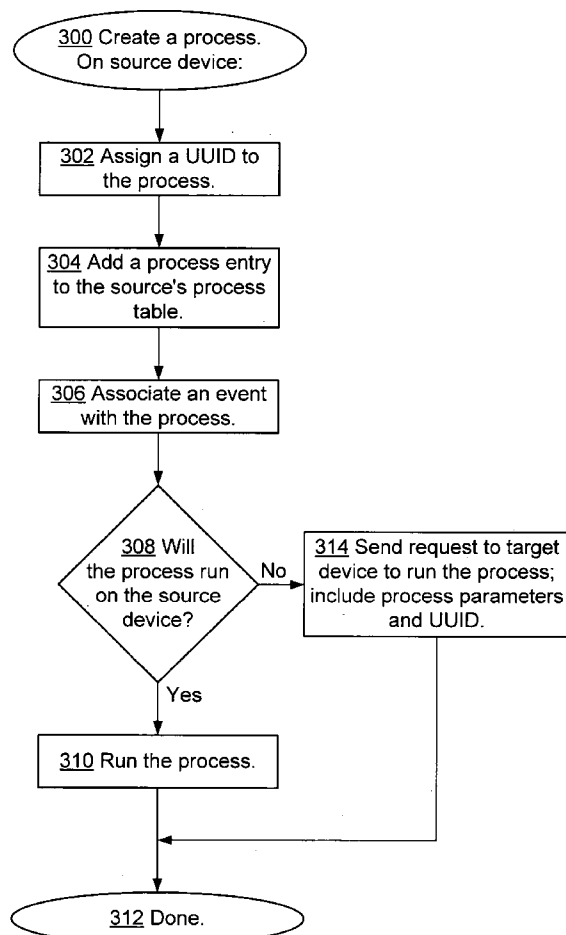 300 Create a process.
On source device:
302 Assign a UUID to
the process.
304 Add a process entry
to the source's process
table.
306 Associate an event
with the process.
308 Will
the process run
on the source
device?
No
314 Send request to target
device to run the process;
include process parameters
and UUID.
Yes
310 Run the process.
312 Done.